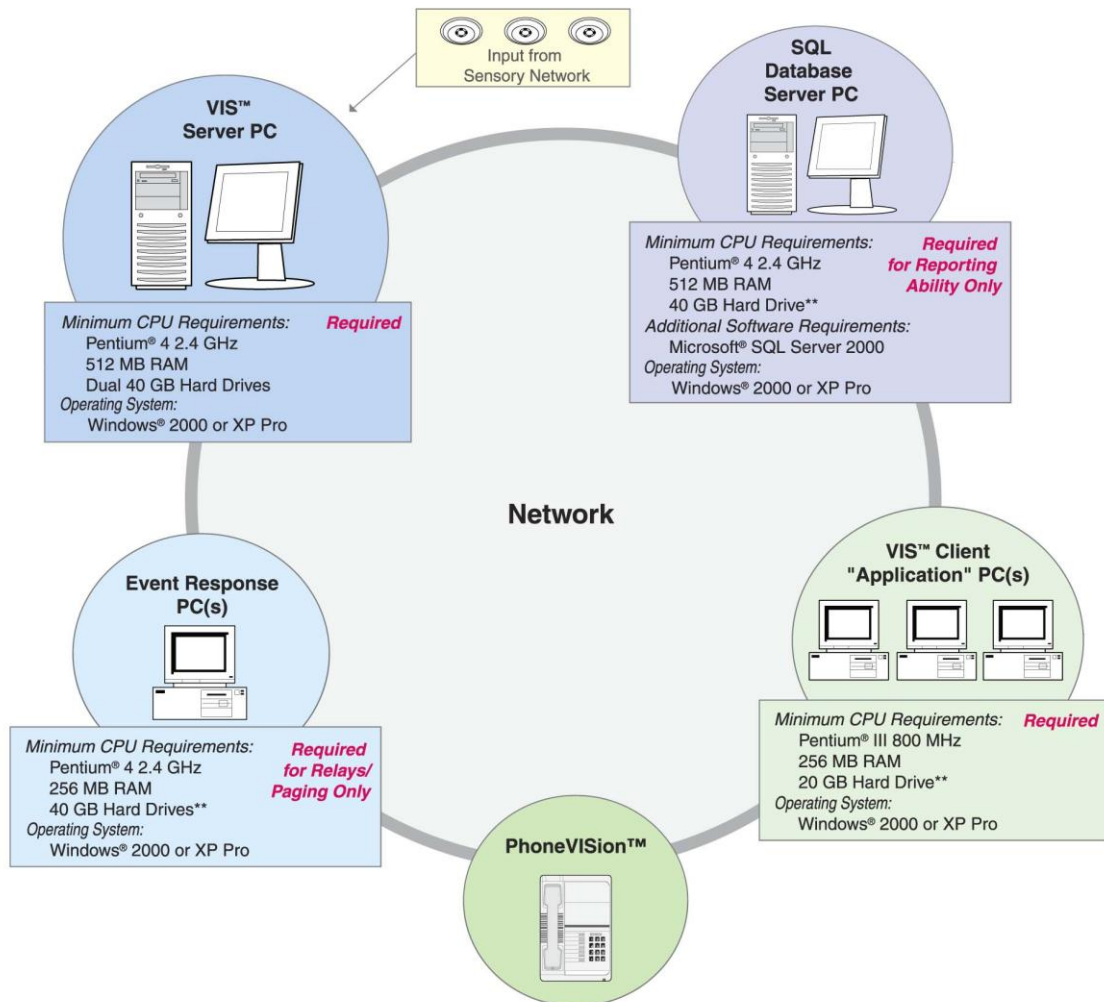 Input from
Sensory Network
VIS™
Server PC
Minimum CPU Requirements: Required
Pentium® 4 2.4 GHz
512 MB RAM
Dual 40 GB Hard Drives
Operating System:
Windows® 2000 or XP Pro
SQL
Database
Server PC
Minimum CPU Requirements: Required
Pentium® 4 2.4 GHz for Reporting
512 MB RAM Ability Only
40 GB Hard Drive**
Additional Software Requirements:
Microsoft® SQL Server 2000
Operating System:
Windows® 2000 or XP Pro
Network
Event Response
PC(s)
Minimum CPU Requirements: Required
Pentium® 4 2.4 GHz for Relays/
256 MB RAM Paging Only
40 GB Hard Drives**
Operating System:
Windows® 2000 or XP Pro
VIS™ Client
"Application" PC(s)
Minimum CPU Requirements: Required
Pentium® III 800 MHz
256 MB RAM
20 GB Hard Drive**
Operating System:
Windows® 2000 or XP Pro
PhoneVISion™